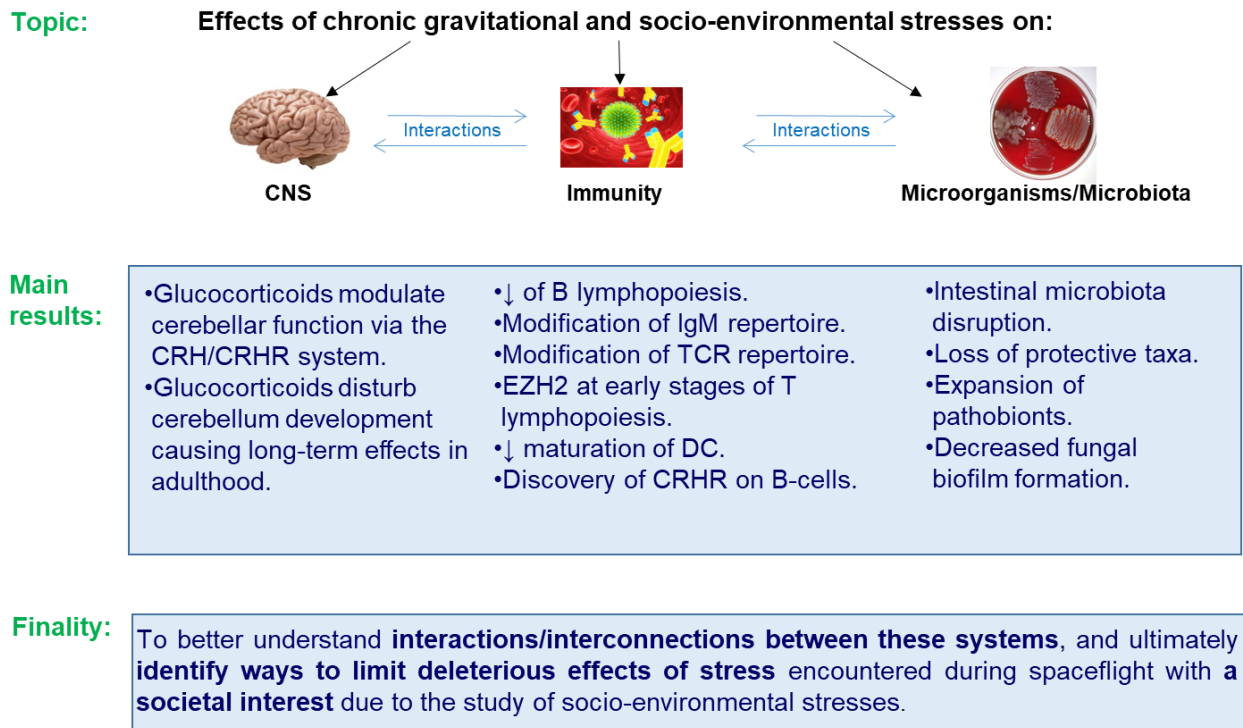 Topic:
Effects of chronic gravitational and socio-environmental stresses on:
Interactions
Interactions
CNS
Immunity
Microorganisms/Microbiota
Main
results:
•Glucocorticoids modulate
cerebellar function via the
CRH/CRHR system.
•Glucocorticoids disturb
cerebellum development
causing long-term effects in
adulthood.
•↓ of B lymphopoiesis.
•Modification of IgM repertoire.
•Modification of TCR repertoire.
•EZH2 at early stages of T
lymphopoiesis.
•↓ maturation of DC.
•Discovery of CRHR on B-cells.
•Intestinal microbiota
disruption.
•Loss of protective taxa.
•Expansion of
pathobionts.
•Decreased fungal
biofilm formation.
Finality:
To better understand interactions/interconnections between these systems, and ultimately
identify ways to limit deleterious effects of stress encountered during spaceflight with a
societal interest due to the study of socio-environmental stresses.